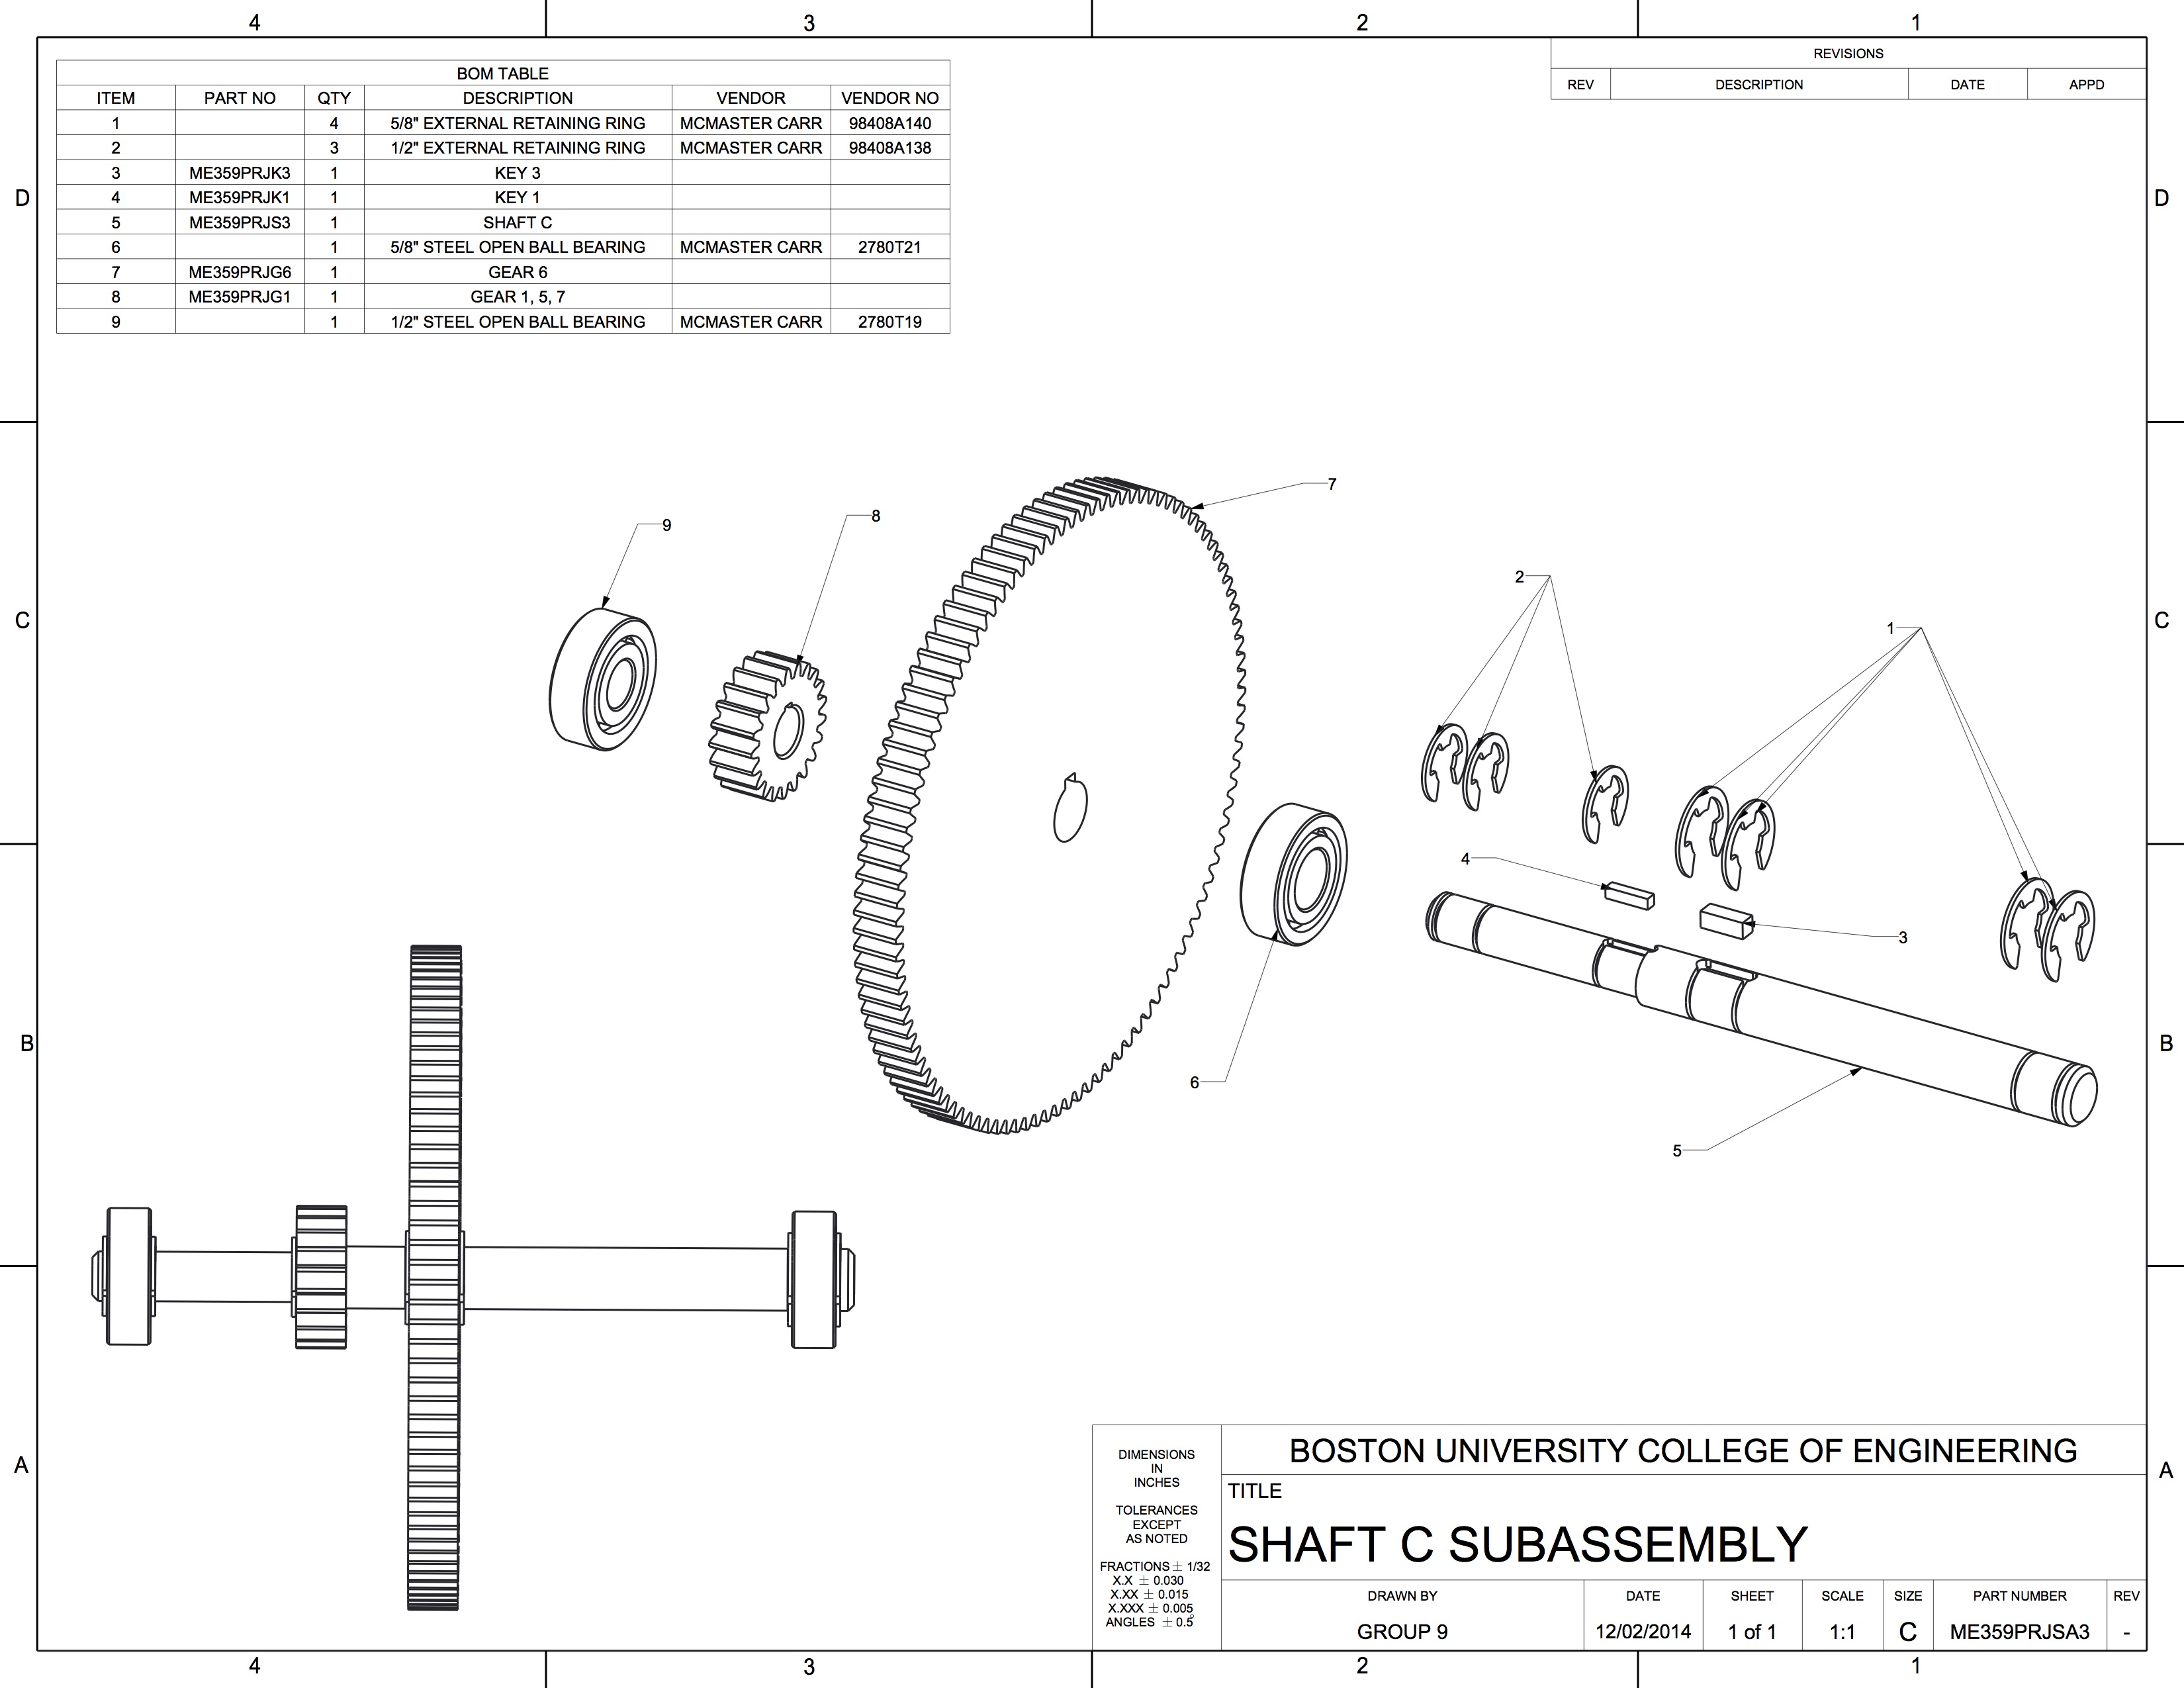 4 3 2 1
REVISIONS
REV DESCRIPTION DATE APPD
BOM TABLE
ITEM PART NO QTY DESCRIPTION VENDOR VENDOR NO
1 4 5/8" EXTERNAL RETAINING RING MCMASTER CARR 98408A140
2 3 1/2" EXTERNAL RETAINING RING MCMASTER CARR 98408A138
3 ME359PRJK3 1 KEY 3
4 ME359PRJK1 1 KEY 1
5 ME359PRJS3 1 SHAFT C
6 1 5/8" STEEL OPEN BALL BEARING MCMASTER CARR 2780T21
7 ME359PRJG6 1 GEAR 6
8 ME359PRJG1 1 GEAR 1, 5, 7
9 1 1/2" STEEL OPEN BALL BEARING MCMASTER CARR 2780T19
D D
7
8
9
2
C C
1
4
3
B B
6
5
A A
DIMENSIONS
IN
INCHES
TOLERANCES
EXCEPT
AS NOTED
FRACTIONS ± 1/32
X.X ± 0.030
X.XX ± 0.015
X.XXX ± 0.005
ANGLES ± 0.5°
BOSTON UNIVERSITY COLLEGE OF ENGINEERING
TITLE
SHAFT C SUBASSEMBLY
DRAWN BY DATE SHEET SCALE SIZE PART NUMBER REV
GROUP 9 12/02/2014 1 of 1 1:1 C ME359PRJSA3 -
4 3 2 1